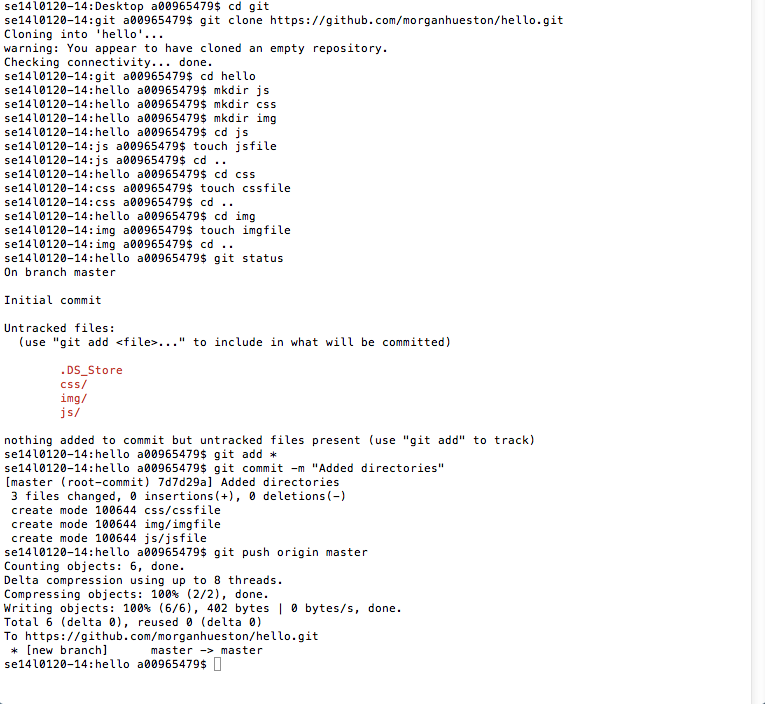 se14l0120-14:Desktop a00965479$ cd git
se14l0120-14:git a00965479$ git clone https://github.com/morganhueston/hello.git
Cloning into 'hello'...
warning: You appear to have cloned an empty repository.
Checking connectivity... done.
se14l0120-14:git a00965479$ cd hello
se14l0120-14:hello a00965479$ mkdir js
se14l0120-14:hello a00965479$ mkdir css
se14l0120-14:hello a00965479$ mkdir img
se14l0120-14:hello a00965479$ cd js
se14l0120-14:js a00965479$ touch jsfile
se14l0120-14:js a00965479$ cd ..
se14l0120-14:hello a00965479$ cd css
se14l0120-14:css a00965479$ touch cssfile
se14l0120-14:css a00965479$ cd ..
se14l0120-14:hello a00965479$ cd img
se14l0120-14:img a00965479$ touch imgfile
se14l0120-14:img a00965479$ cd ..
se14l0120-14:hello a00965479$ git status
On branch master
Initial commit
Untracked files:
  (use "git add <file>..." to include in what will be committed)
        .DS_Store
        css/
        img/
        js/
nothing added to commit but untracked files present (use "git add" to track)
se14l0120-14:hello a00965479$ git add *
se14l0120-14:hello a00965479$ git commit -m "Added directories"
[master (root-commit) 7d7d29a] Added directories
 3 files changed, 0 insertions(+), 0 deletions(-)
 create mode 100644 css/cssfile
 create mode 100644 img/imgfile
 create mode 100644 js/jsfile
se14l0120-14:hello a00965479$ git push origin master
Counting objects: 6, done.
Delta compression using up to 8 threads.
Compressing objects: 100% (2/2), done.
Writing objects: 100% (6/6), 402 bytes | 0 bytes/s, done.
Total 6 (delta 0), reused 0 (delta 0)
To https://github.com/morganhueston/hello.git
 * [new branch]      master -> master
se14l0120-14:hello a00965479$